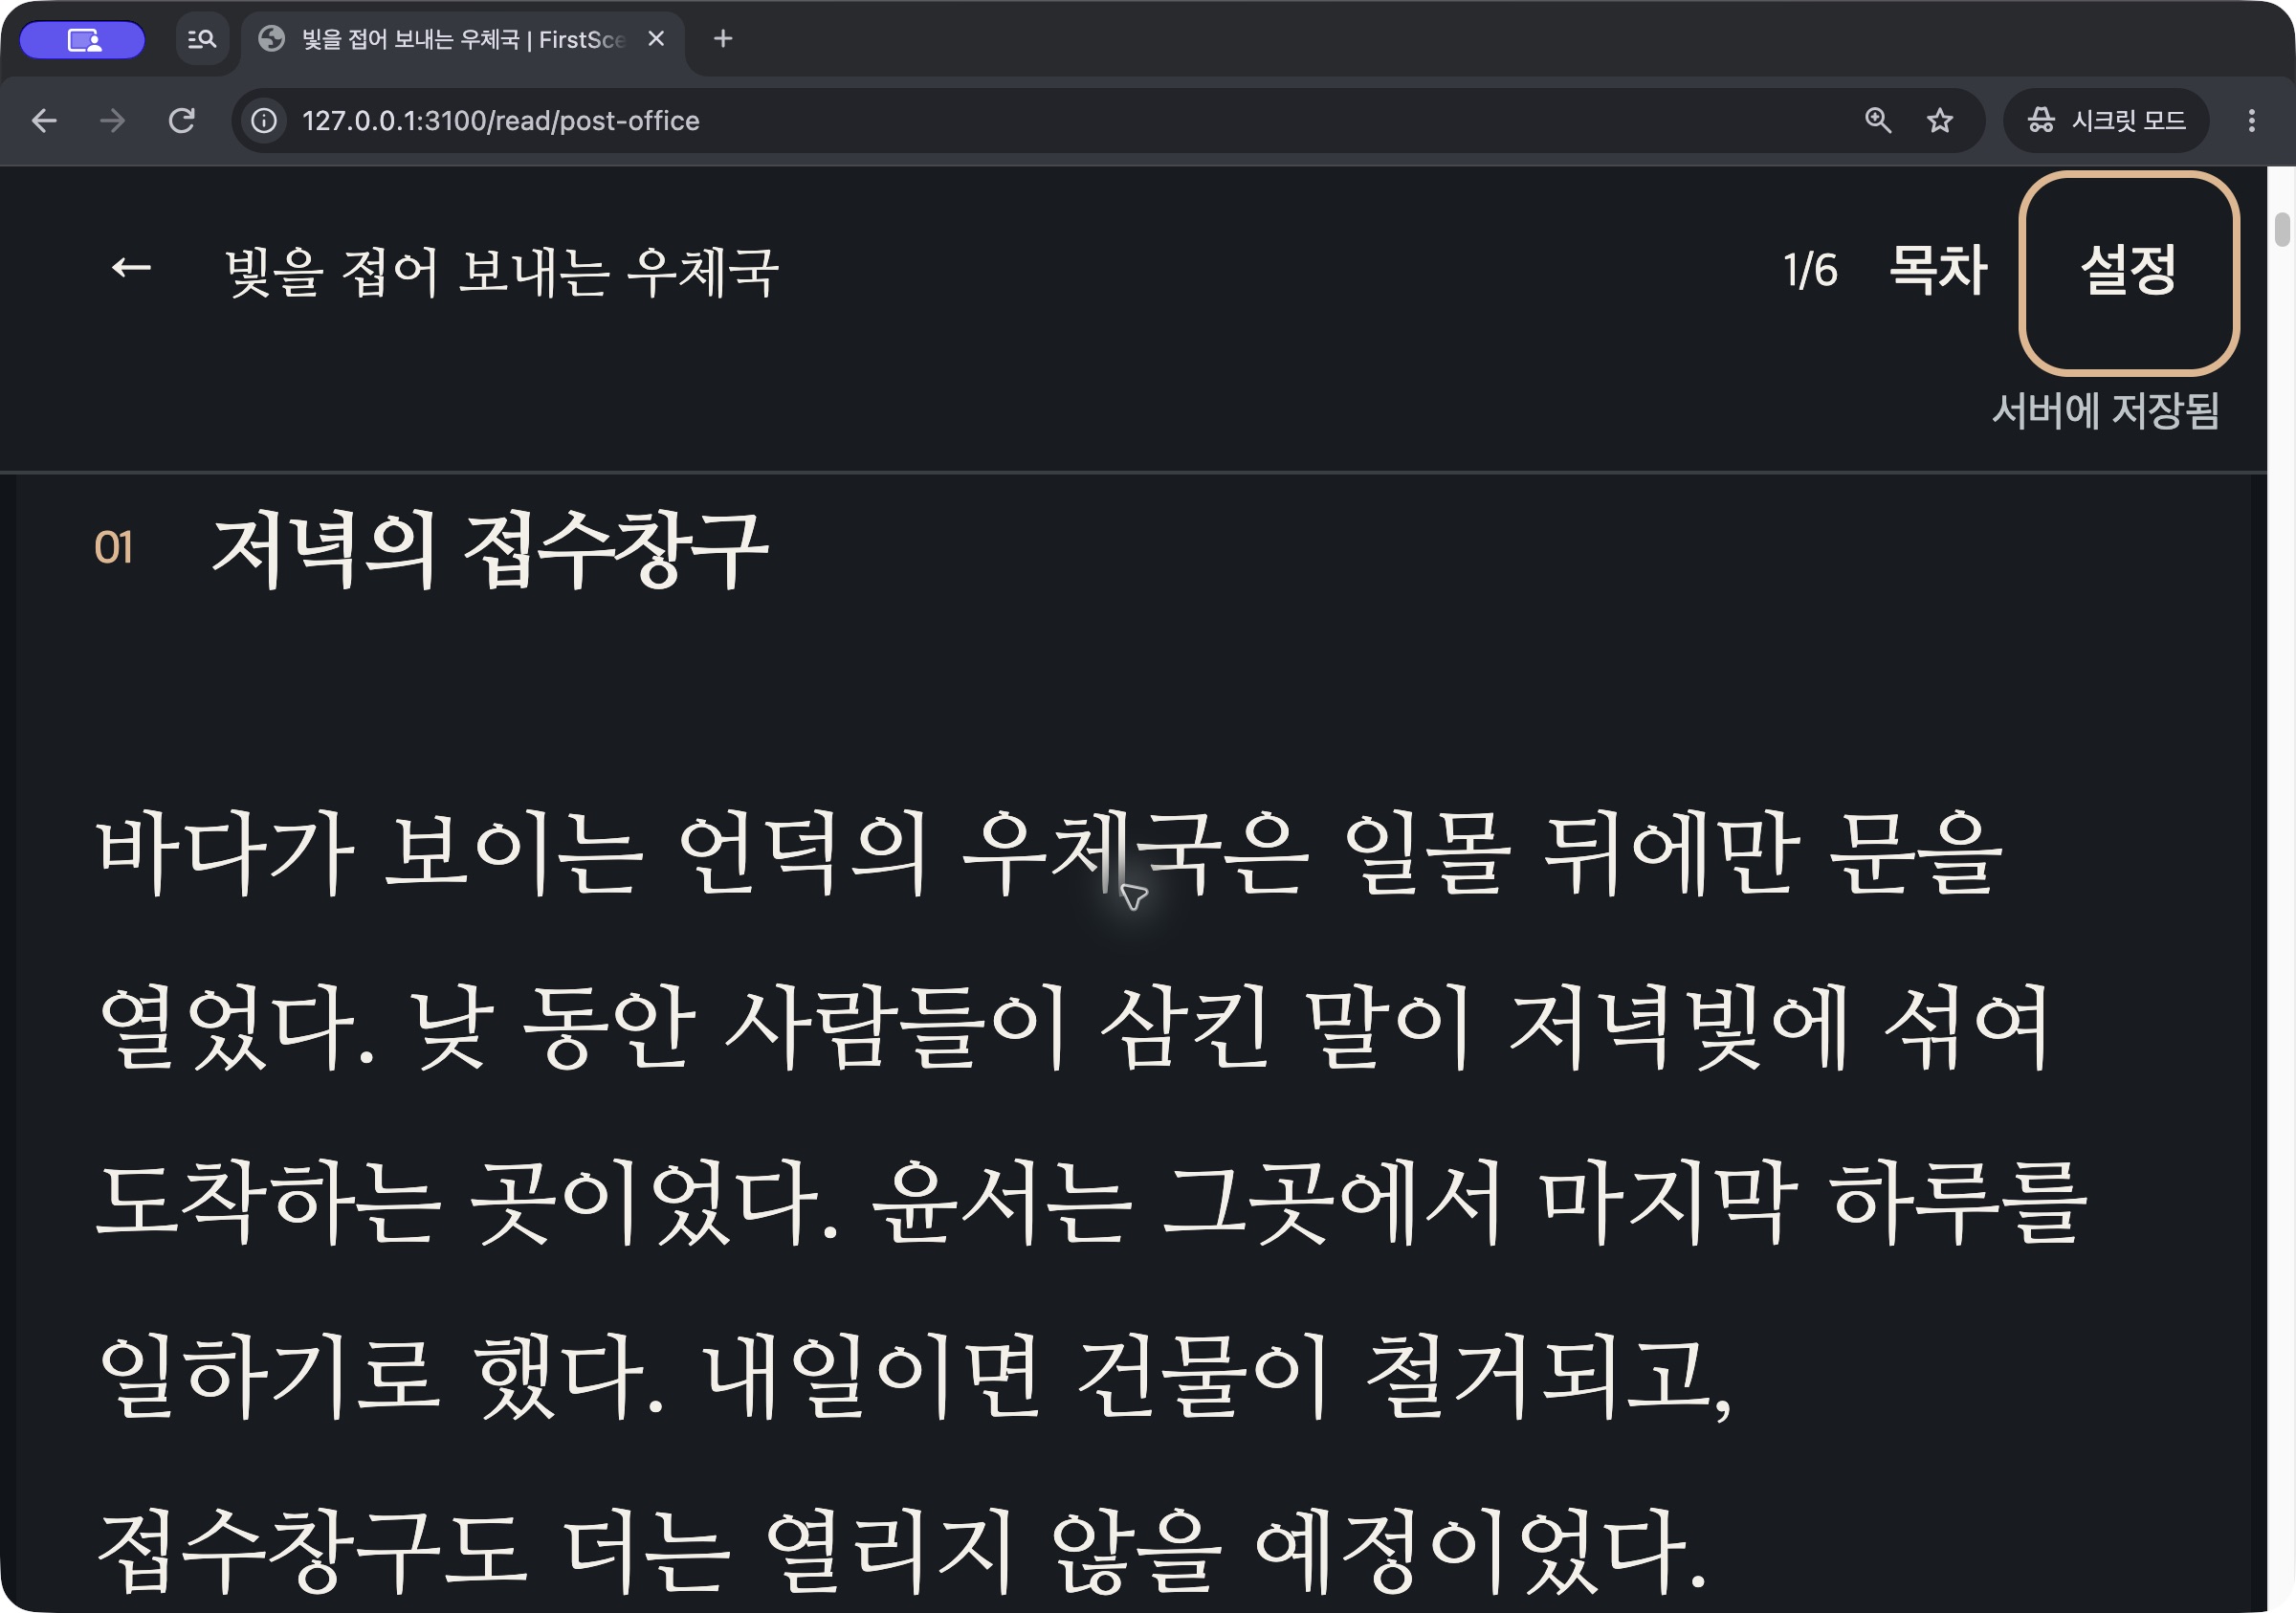 빛을 접어 보내는 우체국 | FirstSce
127.0.0.1:3100/read/post-office
시크릿 모드
← 빛을 접어 보내는 우체국
1/6 목차 설정
서버에 저장됨
01 저녁의 접수창구
바다가 보이는 언덕의 우체국은 일몰 뒤에만 문을
열었다. 낮 동안 사람들이 삼킨 말이 저녁빛에 섞여
도착하는 곳이었다. 윤서는 그곳에서 마지막 하루를
일하기로 했다. 내일이면 건물이 철거되고,
접수창구도 더는 열리지 않을 예정이었다.